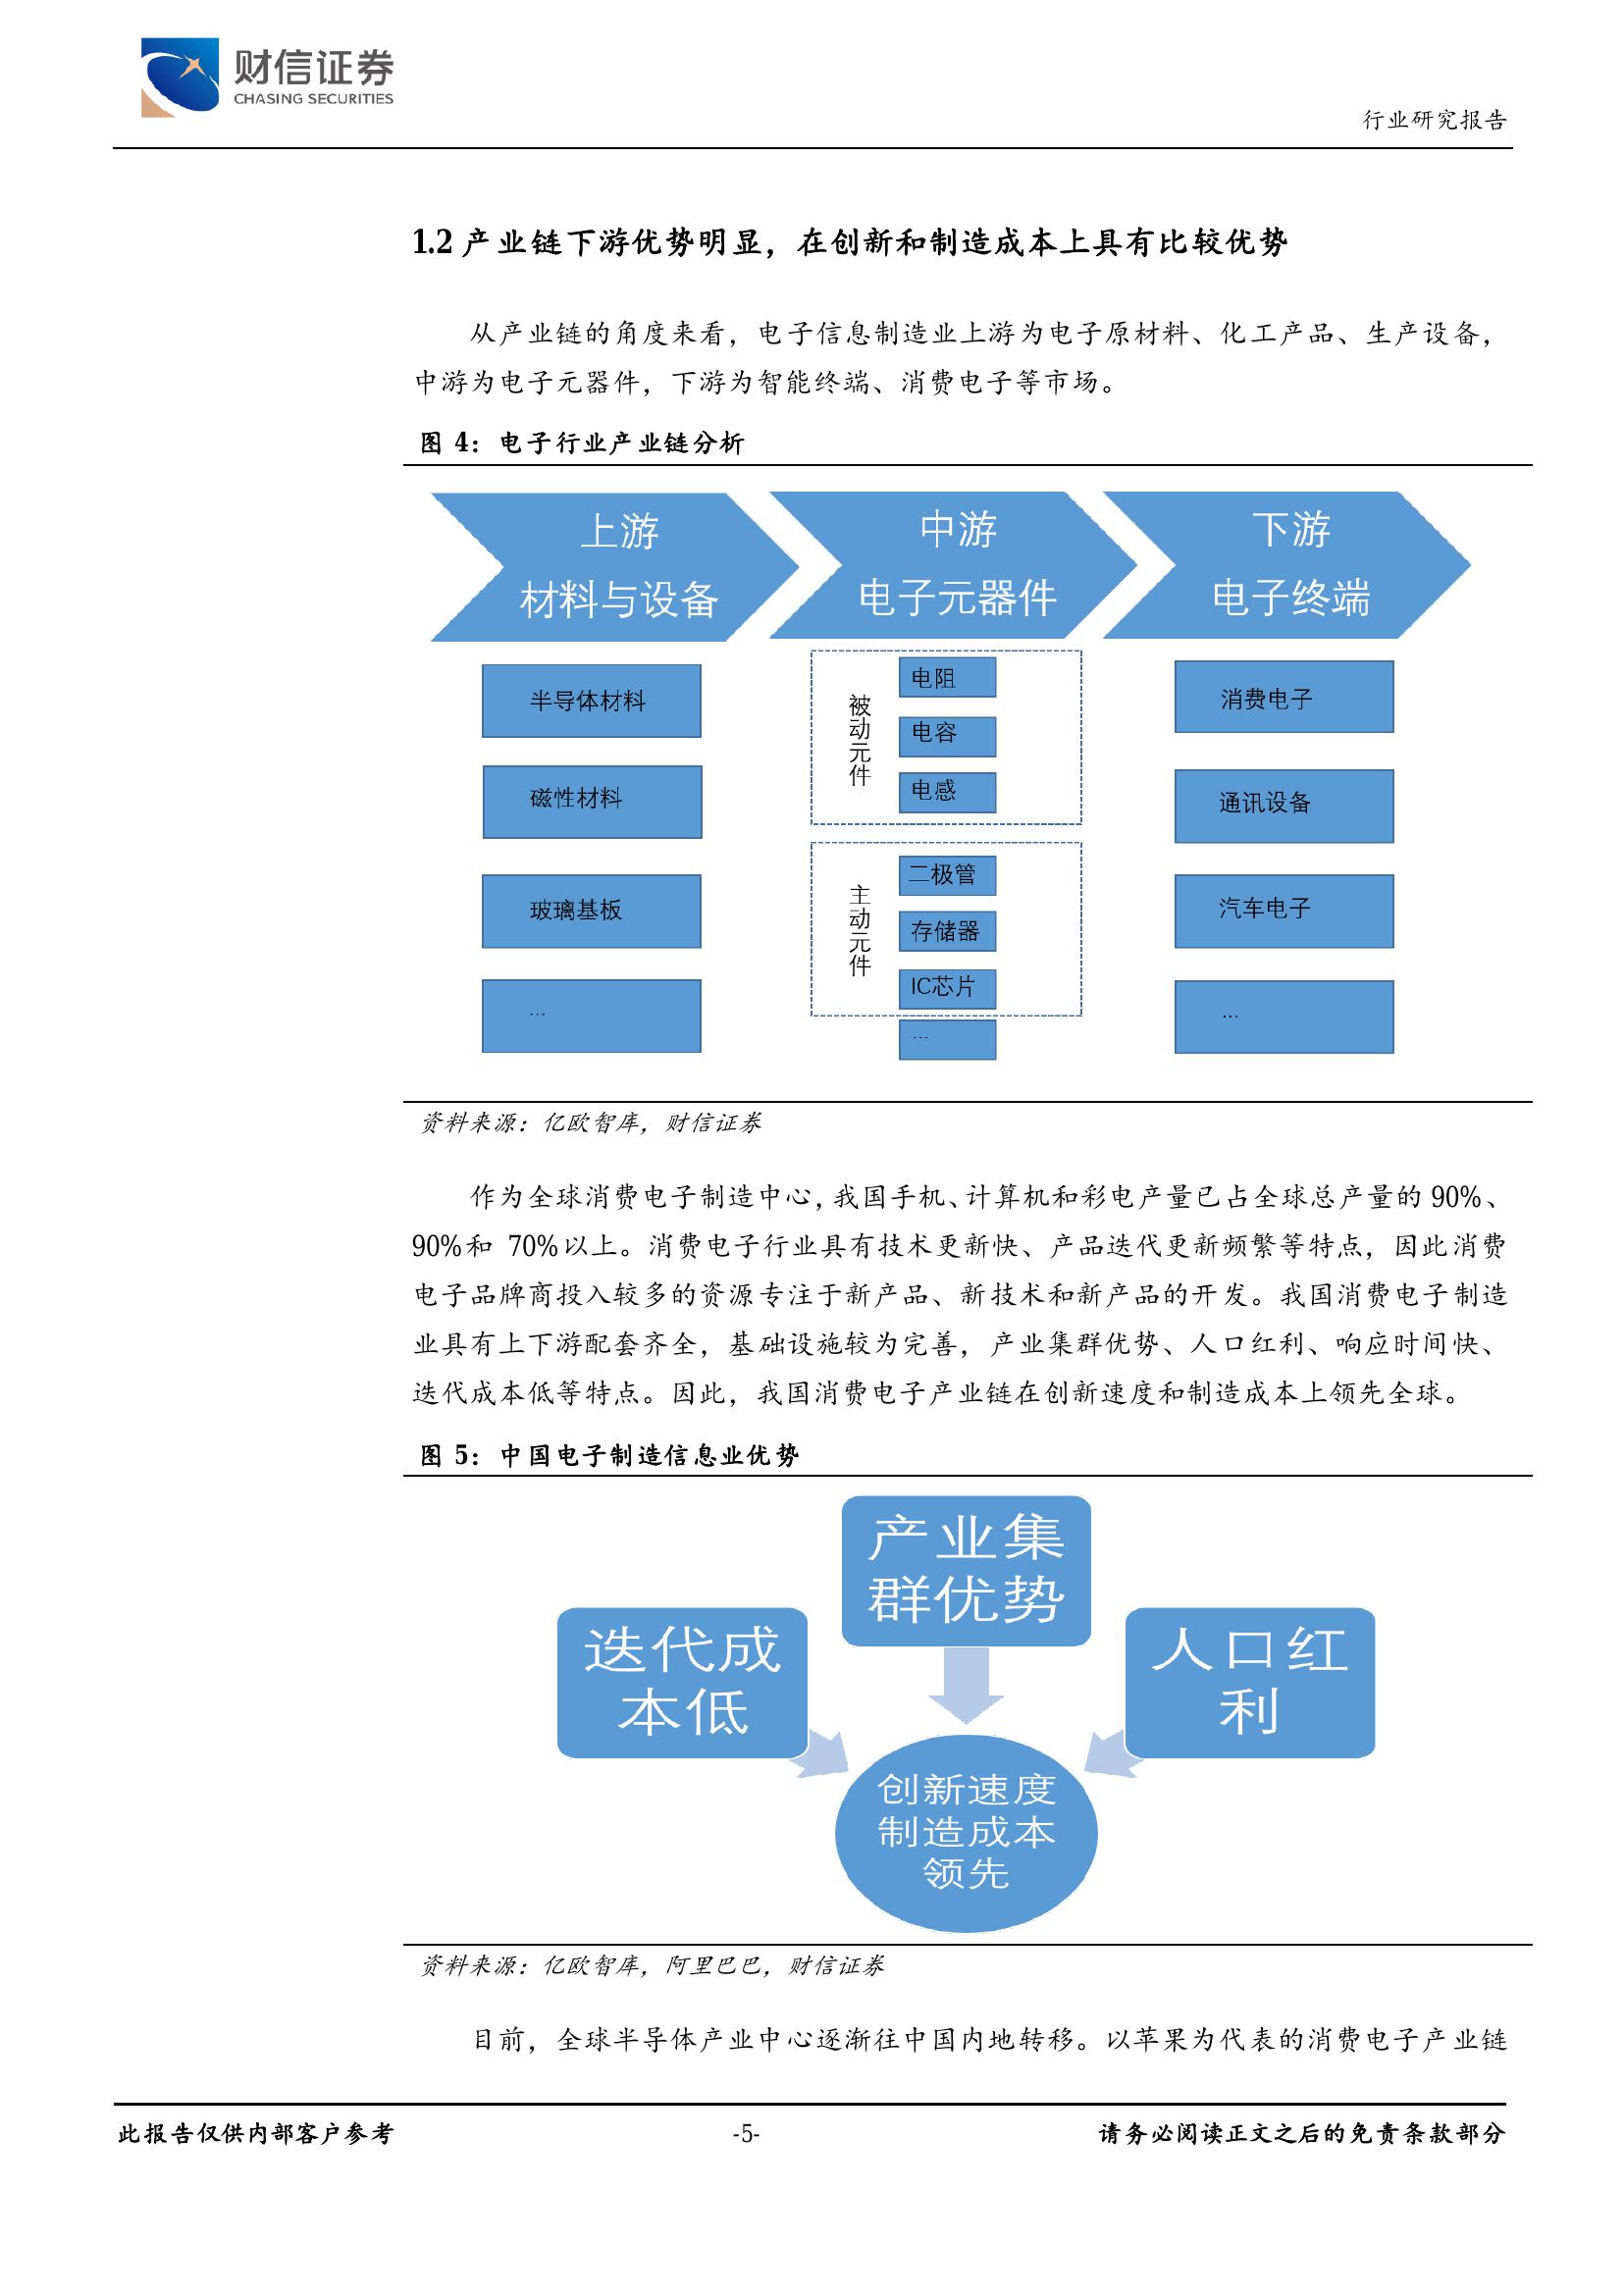 财信证券
CHASING SECURITIES
行业研究报告
1.2 产业链下游优势明显，在创新和制造成本上具有比较优势
从产业链的角度来看，电子信息制造业上游为电子原材料、化工产品、生产设备，
中游为电子元器件，下游为智能终端、消费电子等市场。
图 4：电子行业产业链分析
上游
材料与设备
中游
电子元器件
下游
电子终端
半导体材料
磁性材料
玻璃基板
...
被动元件
电阻
电容
电感
主动元件
二极管
存储器
IC芯片
...
消费电子
通讯设备
汽车电子
...
资料来源：亿欧智库，财信证券
作为全球消费电子制造中心，我国手机、计算机和彩电产量已占全球总产量的 90%、
90%和 70%以上。消费电子行业具有技术更新快、产品迭代更新频繁等特点，因此消费
电子品牌商投入较多的资源专注于新产品、新技术和新产品的开发。我国消费电子制造
业具有上下游配套齐全，基础设施较为完善，产业集群优势、人口红利、响应时间快、
迭代成本低等特点。因此，我国消费电子产业链在创新速度和制造成本上领先全球。
图 5：中国电子制造信息业优势
产业集
群优势
迭代成
本低
人口红
利
创新速度
制造成本
领先
资料来源：亿欧智库，阿里巴巴，财信证券
目前，全球半导体产业中心逐渐往中国内地转移。以苹果为代表的消费电子产业链
此报告仅供内部客户参考
-5-
请务必阅读正文之后的免责条款部分